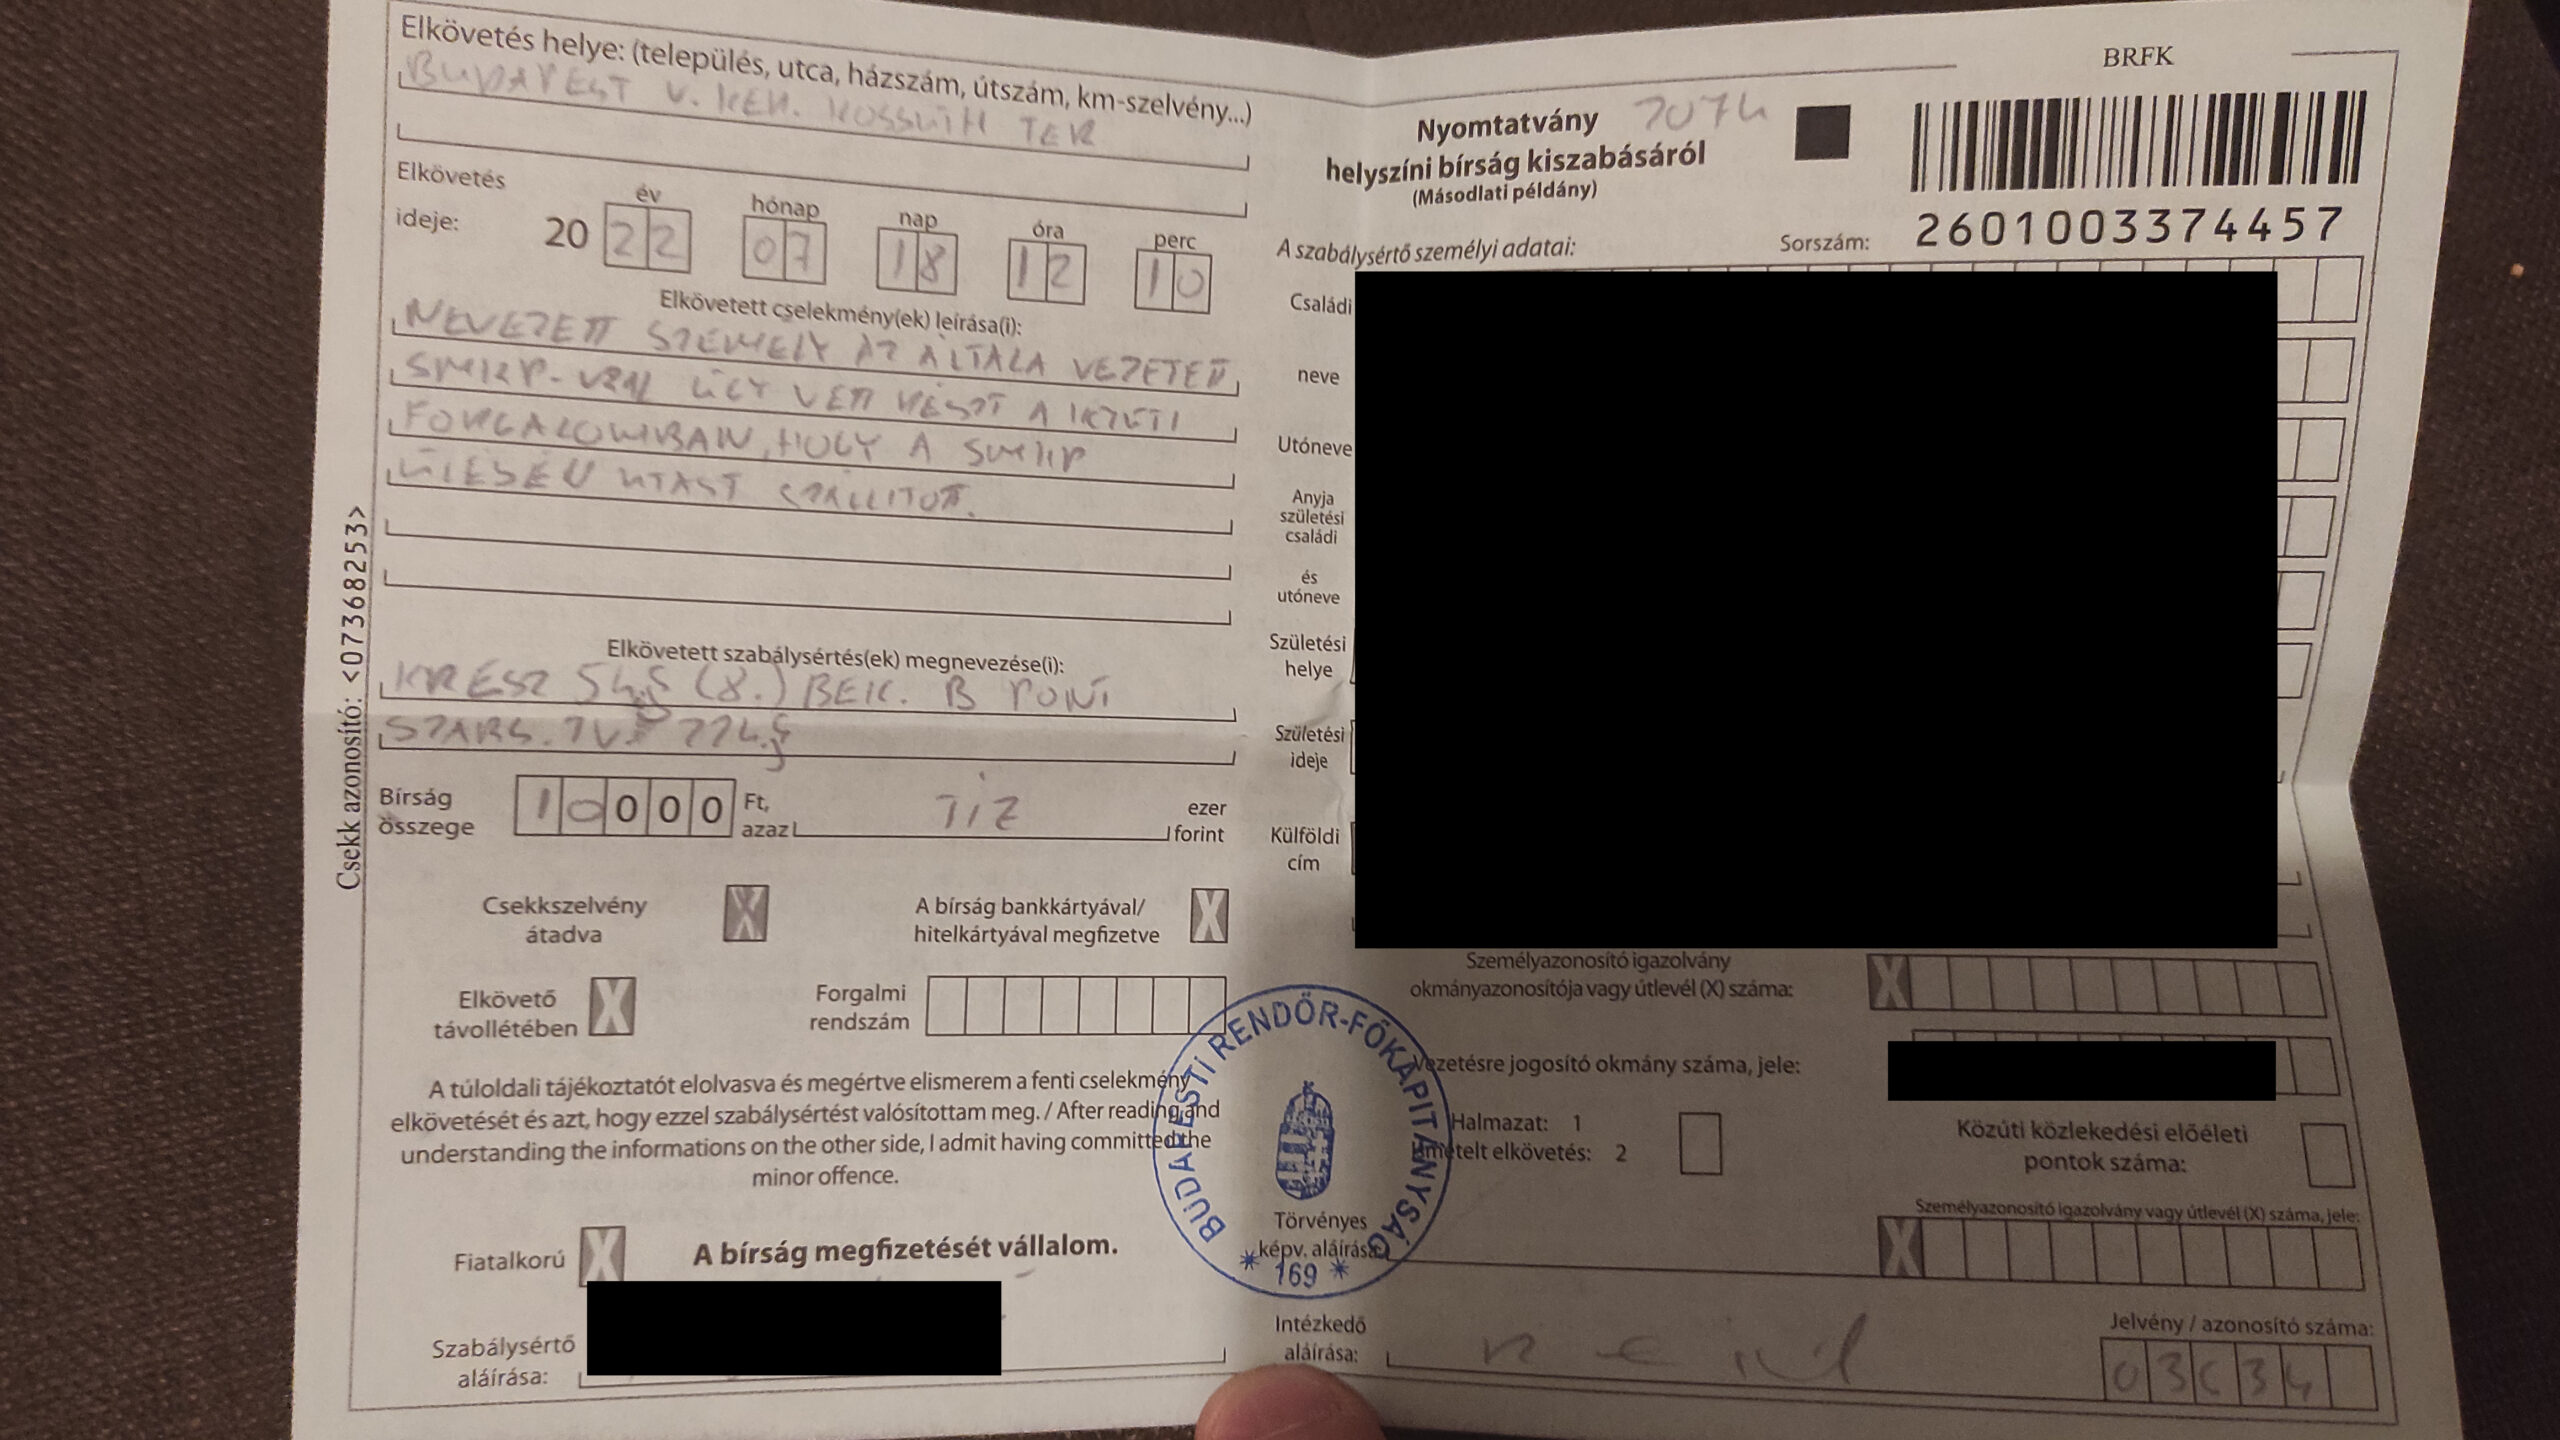 Elkövetés helye: (település, utca, házszám, útszám, km-szelvény...)
BUDAPEST V. KER. KOSSUTH TER
Elkövetés ideje: 20 22 év 07 hónap 18 nap 12 óra 10 perc
Elkövetett cselekmény(ek) leírása(i):
NEVEZETT SZEMELY AZ ÁLTALA VEZETETT
ÚGY VETT RÉSZT A
FORGALOMBAN, HOGY A
ÜLÉSÉN UTAST SZÁLLITOTT.
Elkövetett szabálysértés(ek) megnevezése(i):
KRESZ 54.§ (8.) BEK. B PONT
SZABS. TV. 224.§
Bírság összege 10000 Ft, azaz TIZ ezer forint
Csekkszelvény átadva X
A bírság bankkártyával/ hitelkártyával megfizetve X
Elkövető távollétében X
Forgalmi rendszám
A túloldali tájékoztatót elolvasva és megértve elismerem a fenti cselekmény
elkövetését és azt, hogy ezzel szabálysértést valósítottam meg. / After reading and
understanding the informations on the other side, I admit having committed the
minor offence.
Fiatalkorú X
A bírság megfizetését vállalom.
Szabálysértő aláírása:
Csekk azonosító: <07368253>
BRFK
Nyomtatvány
helyszíni bírság kiszabásáról
(Másodlati példány)
A szabálysértő személyi adatai:
Sorszám: 2601003374457
Családi
neve
Utóneve
Anyja
születési
családi
és
utóneve
Születési
helye
Születési
ideje
Külföldi
cím
Személyazonosító igazolvány
okmányazonosítója vagy útlevél (X) száma: X
Vezetésre jogosító okmány száma, jele:
Halmazat: 1
Ismételt elkövetés: 2
Közúti közlekedési előéleti
pontok száma:
Személyazonosító igazolvány vagy útlevél (X) száma, jele:
X
Törvényes
képv. aláírása:
BUDAPESTI RENDŐR-FŐKAPITÁNYSÁG
* 169 *
Intézkedő
aláírása:
Jelvény / azonosító száma: